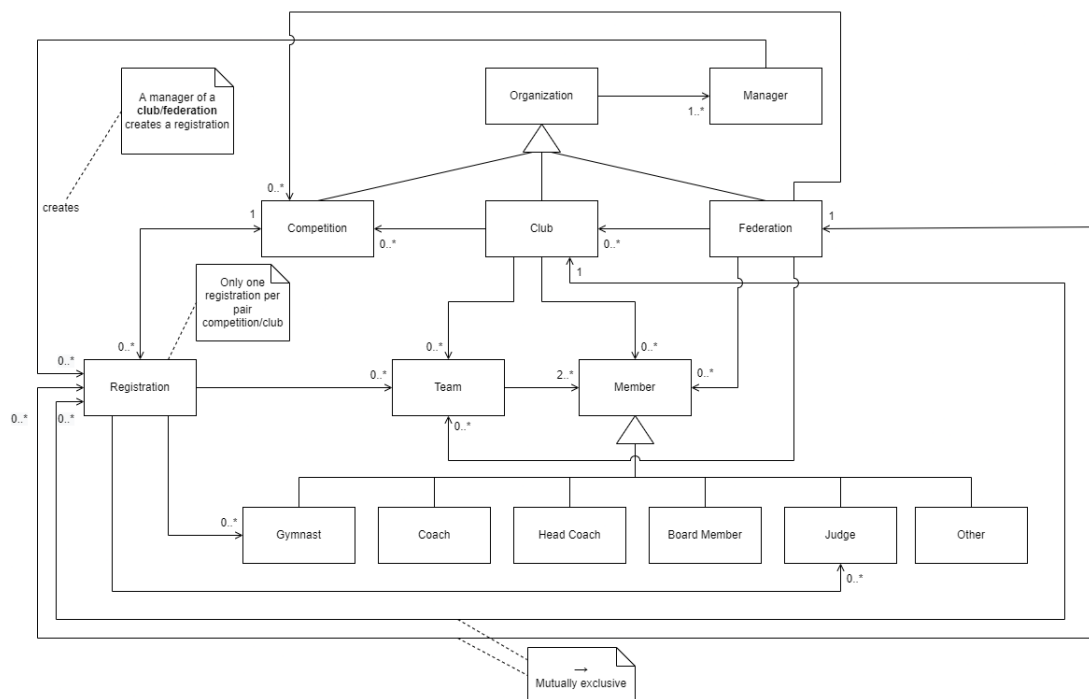 A manager of a
club/federation
creates a registration
Organization
Manager
1..*
creates
0..*
1
Competition
Club
Federation
1
0..*
0..*
1
Only one
registration per
pair
competition/club
0..*
0..*
0..*
0..*
Registration
0..*
Team
2..*
Member
0..*
0..*
0..*
0..*
0..*
Gymnast
Coach
Head Coach
Board Member
Judge
Other
0..*
→
Mutually exclusive